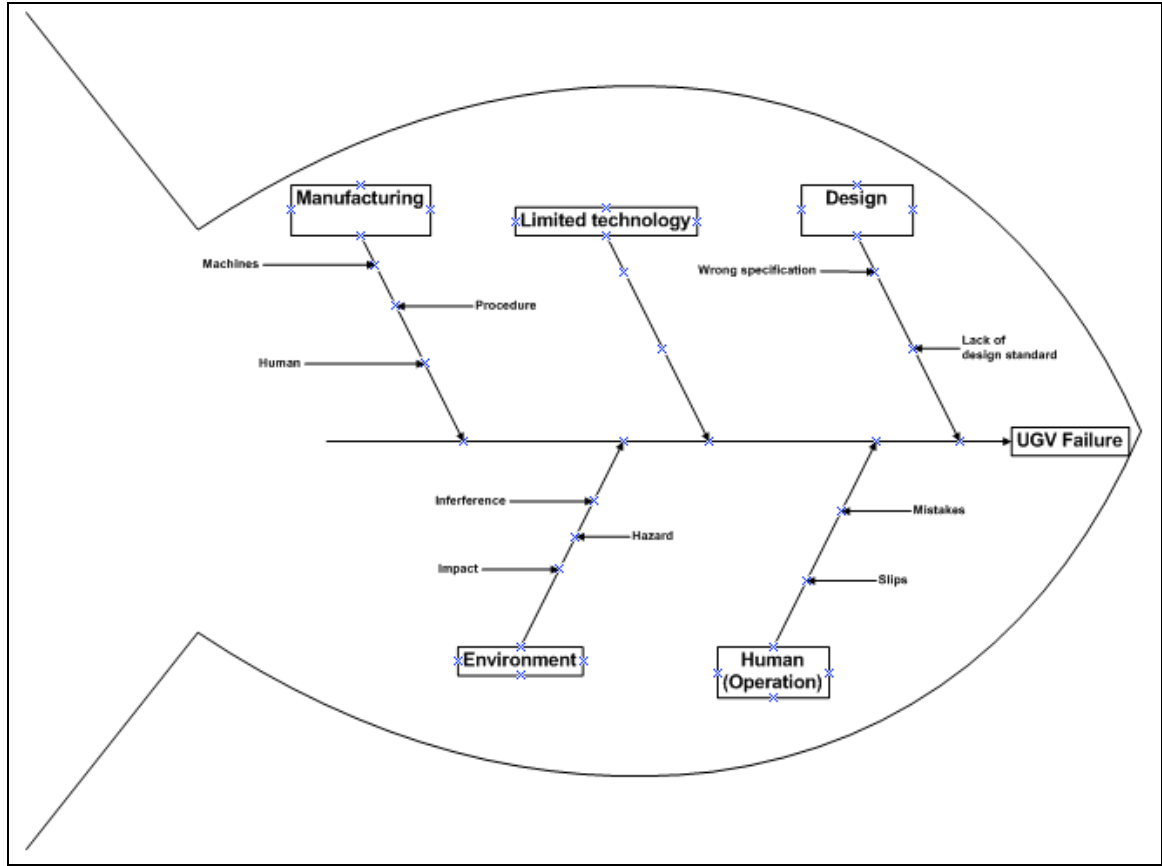 Manufacturing
Limited technology
Design
Machines
Wrong specification
Procedure
Lack of
design standard
Human
UGV Failure
Inferference
Mistakes
Hazard
Impact
Slips
Environment
Human
(Operation)